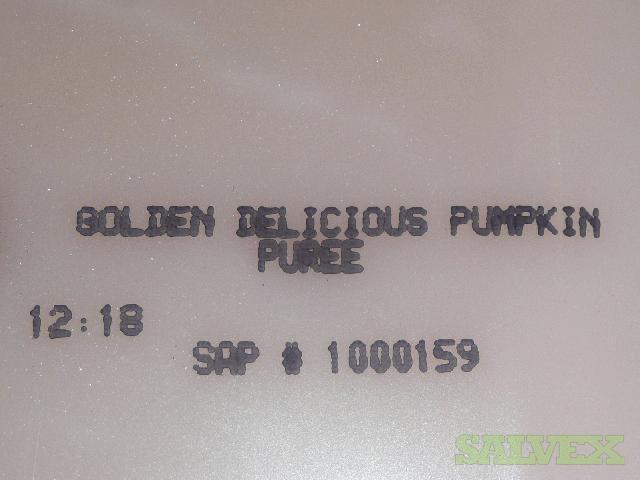 GOLDEN DELICIOUS PUMPKIN
PUREE
12:18
SAP # 1000159
SALVEX